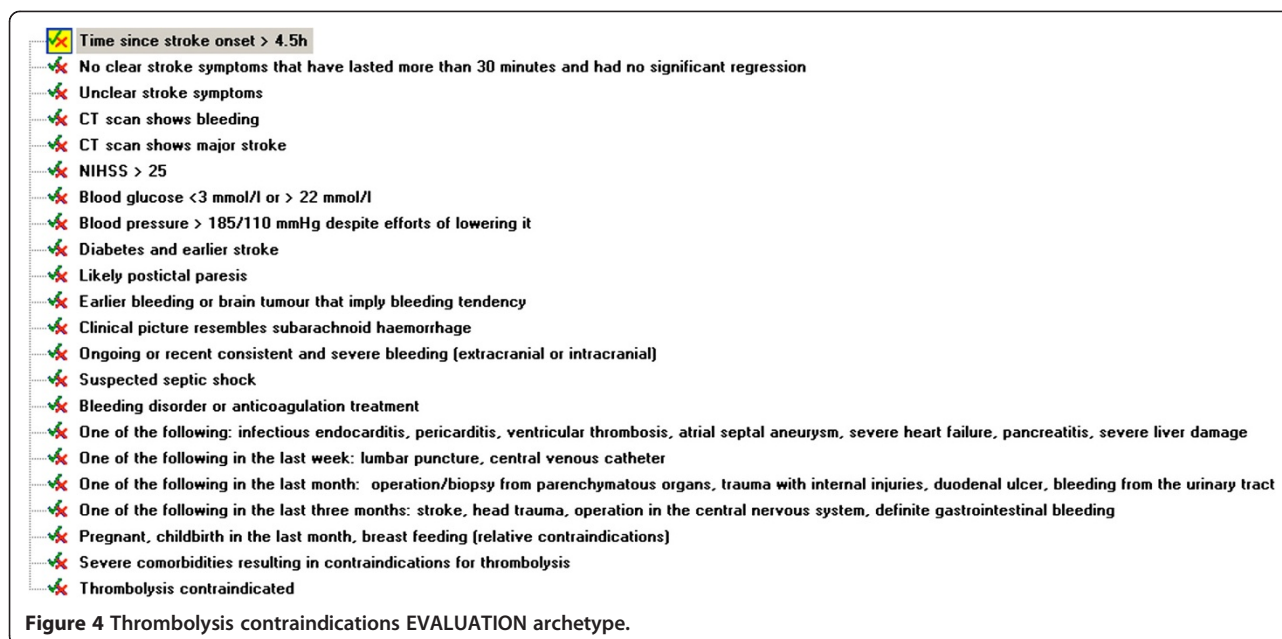 Time since stroke onset > 4.5h
No clear stroke symptoms that have lasted more than 30 minutes and had no significant regression
Unclear stroke symptoms
CT scan shows bleeding
CT scan shows major stroke
NIHSS > 25
Blood glucose <3 mmol/l or > 22 mmol/l
Blood pressure > 185/110 mmHg despite efforts of lowering it
Diabetes and earlier stroke
Likely postictal paresis
Earlier bleeding or brain tumour that imply bleeding tendency
Clinical picture resembles subarachnoid haemorrhage
Ongoing or recent consistent and severe bleeding (extracranial or intracranial)
Suspected septic shock
Bleeding disorder or anticoagulation treatment
One of the following: infectious endocarditis, pericarditis, ventricular thrombosis, atrial septal aneurysm, severe heart failure, pancreatitis, severe liver damage
One of the following in the last week: lumbar puncture, central venous catheter
One of the following in the last month:  operation/biopsy from parenchymatous organs, trauma with internal injuries, duodenal ulcer, bleeding from the urinary tract
One of the following in the last three months: stroke, head trauma, operation in the central nervous system, definite gastrointestinal bleeding
Pregnant, childbirth in the last month, breast feeding (relative contraindications)
Severe comorbidities resulting in contraindications for thrombolysis
Thrombolysis contraindicated
Figure 4 Thrombolysis contraindications EVALUATION archetype.